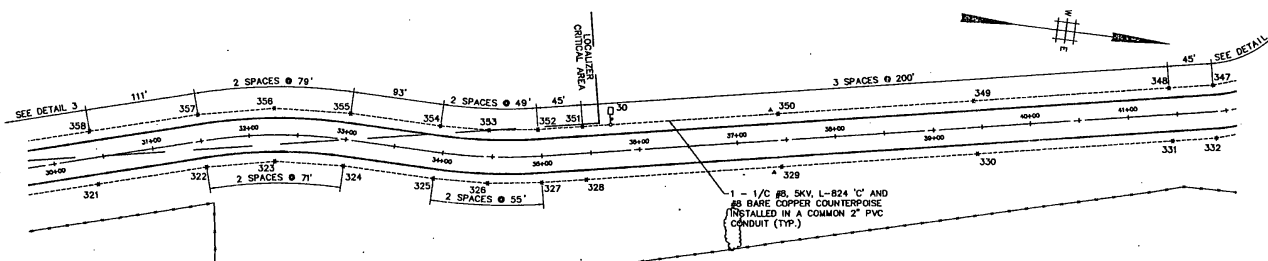 W
E
SEE DETAIL 3
111'
2 SPACES @ 79'
93'
2 SPACES @ 49'
45'
LOCALIZER
CRITICAL AREA
3 SPACES @ 200'
45'
SEE DETAIL
358
357
356
355
354
353
352
351
30
350
349
348
347
30+00
31+00
33+00
33+00
34+00
35+00
36+00
37+00
38+00
39+00
40+00
41+00
321
322
323
324
325
326
327
328
329
330
331
332
2 SPACES @ 71'
2 SPACES @ 55'
1 - 1/C #8, 5KV, L-824 'C' AND
#8 BARE COPPER COUNTERPOISE
INSTALLED IN A COMMON 2" PVC
CONDUIT (TYP.)